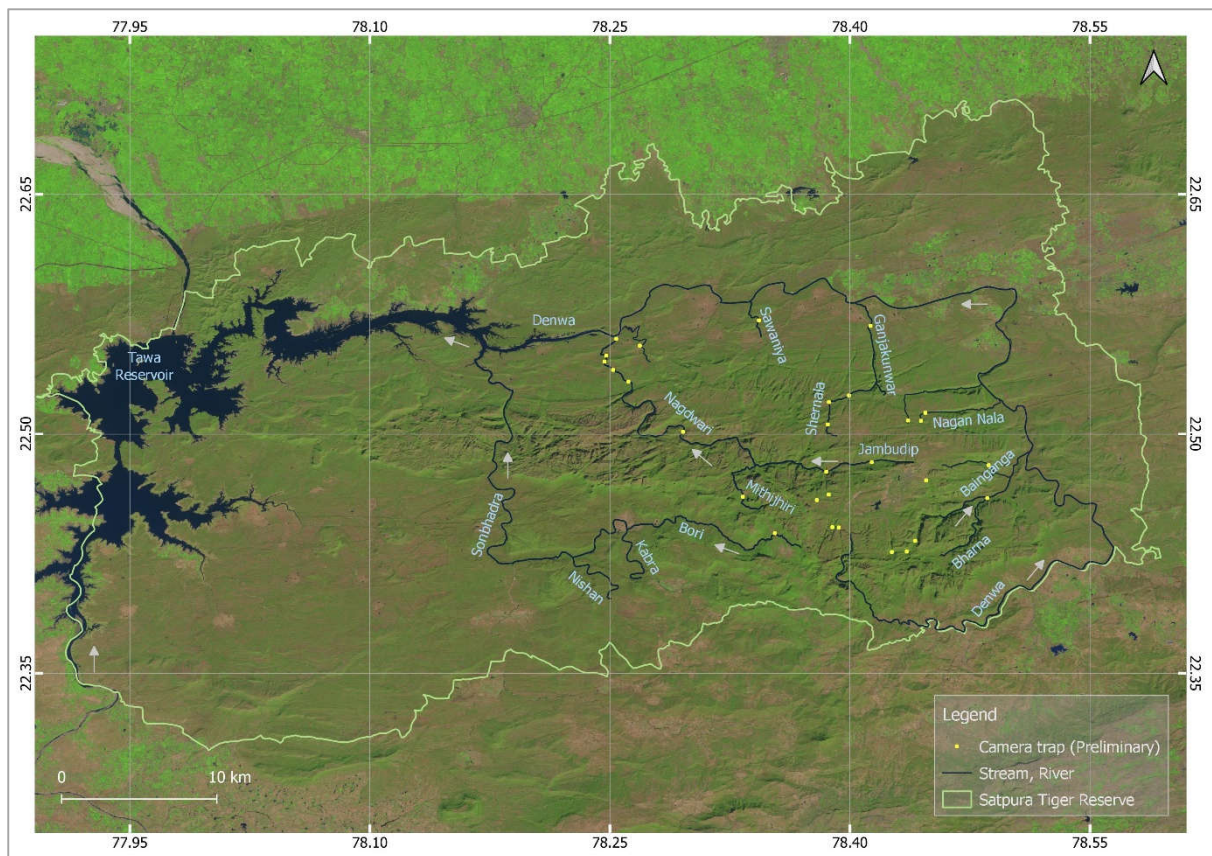 77.95 78.10 78.25 78.40 78.55
22.65 22.65
Denwa
Sawaniya
Ganjakunwar
Tawa
Reservoir
Nagdwari
Shernala
Nagan Nala
22.50 22.50
Jambudip
Bainganga
Mithijhiri
Sonbhadra
Bori
Kabra
Bharna
Nishan
Denwa
22.35 22.35
Legend
Camera trap (Preliminary)
0 10 km
Stream, River
Satpura Tiger Reserve
77.95 78.10 78.25 78.40 78.55